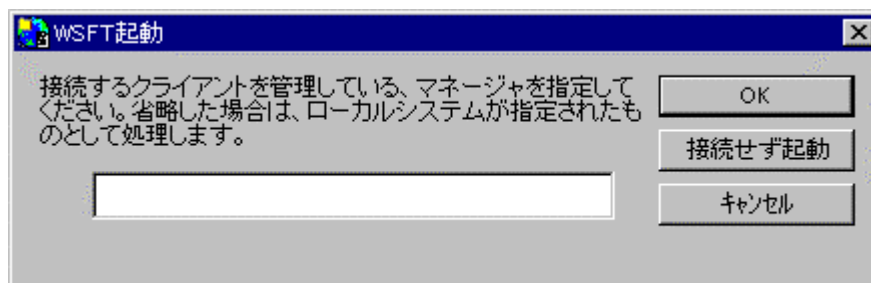 WSFT起動
接続するクライアントを管理している、マネージャを指定して
ください。省略した場合は、ローカルシステムが指定されたも
のとして処理します。
OK
接続せず起動
ｷｬﾝｾﾙ